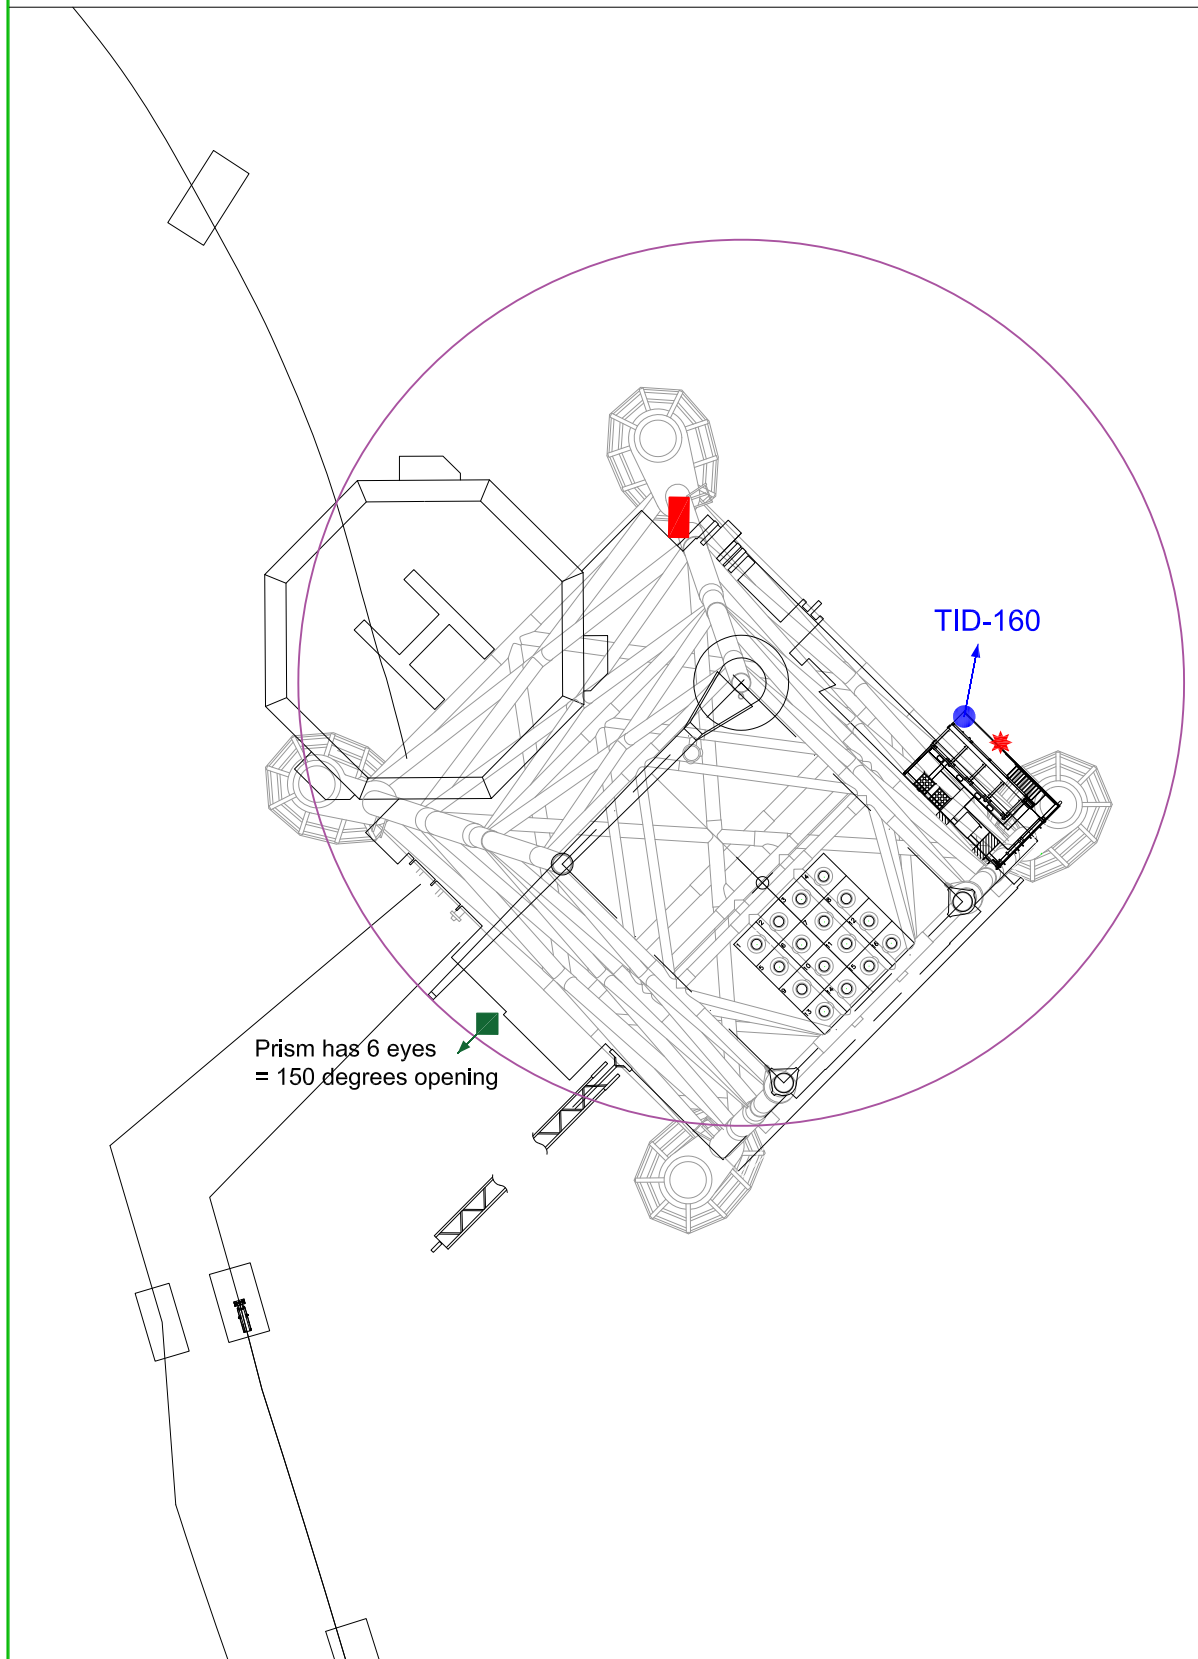 TID-160
Prism has 6 eyes
= 150 degrees opening